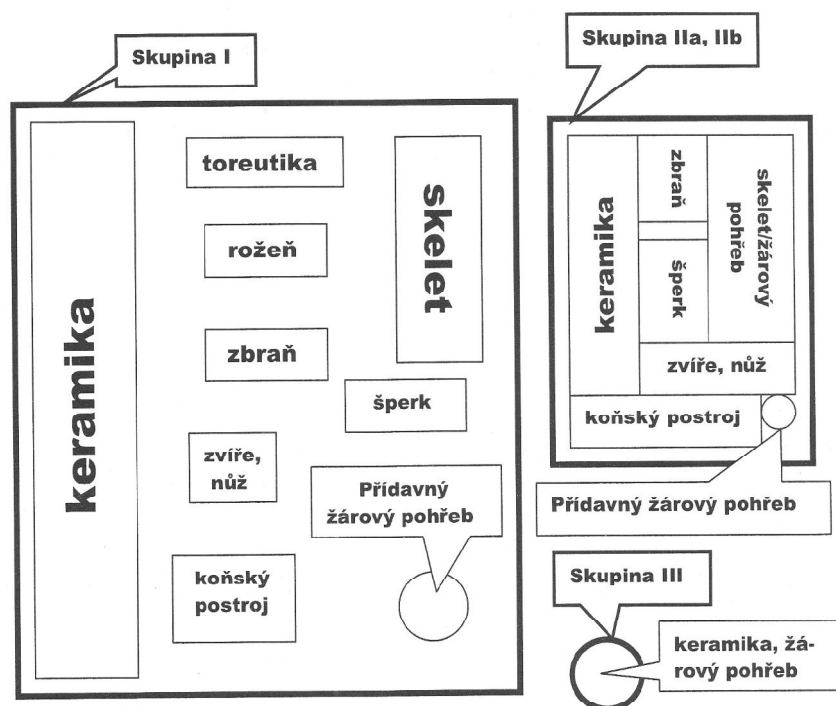 Skupina I
toreutika
skelet
rožeň
keramika
zbraň
šperk
zvíře,
nůž
Přídavný
žárový pohřeb
koňský
postroj
Skupina IIa, IIb
keramika
zbraň
šperk
skelet/žárový
pohřeb
zvíře, nůž
koňský postroj
Přídavný žárový pohřeb
Skupina III
keramika, žá-
rový pohřeb